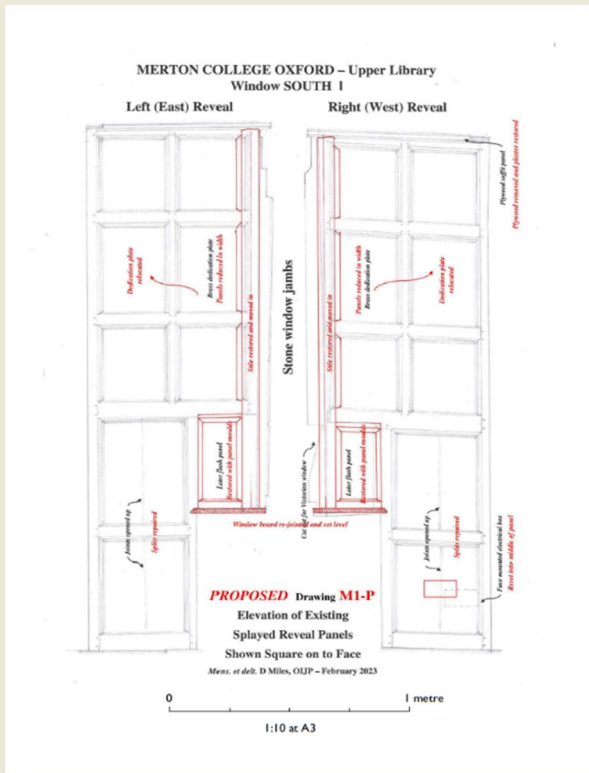 MERTON COLLEGE OXFORD – Upper Library
Window SOUTH 1
Left (East) Reveal
Right (West) Reveal
Plywood soffit panel
Plywood removed and plaster restored
Dedication plate
relocated
Brass dedication plate
Panels reduced in width
Stile restored and moved in
Stone window jambs
Stile restored and moved in
Panels reduced in width
Brass dedication plate
Dedication plate
relocated
Later flush panel
Restored with panel moulds
Cut out for Victorian window
Later flush panel
Restored with panel moulds
Window board re-jointed and set level
Joints opened up
Splits repaired
Joints opened up
Splits repaired
Face mounted electrical box
Reset into middle of panel
PROPOSED Drawing M1-P
Elevation of Existing
Splayed Reveal Panels
Shown Square on to Face
Mens. et delt. D Miles, OIJP – February 2023
0
1 metre
1:10 at A3